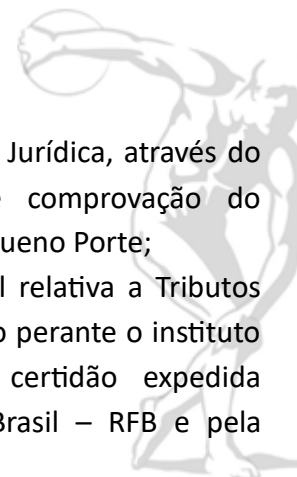 Jurídica, através do
comprovação do
ueno Porte;
l relativa a Tributos
o perante o instituto
certidão expedida
Brasil – RFB e pela